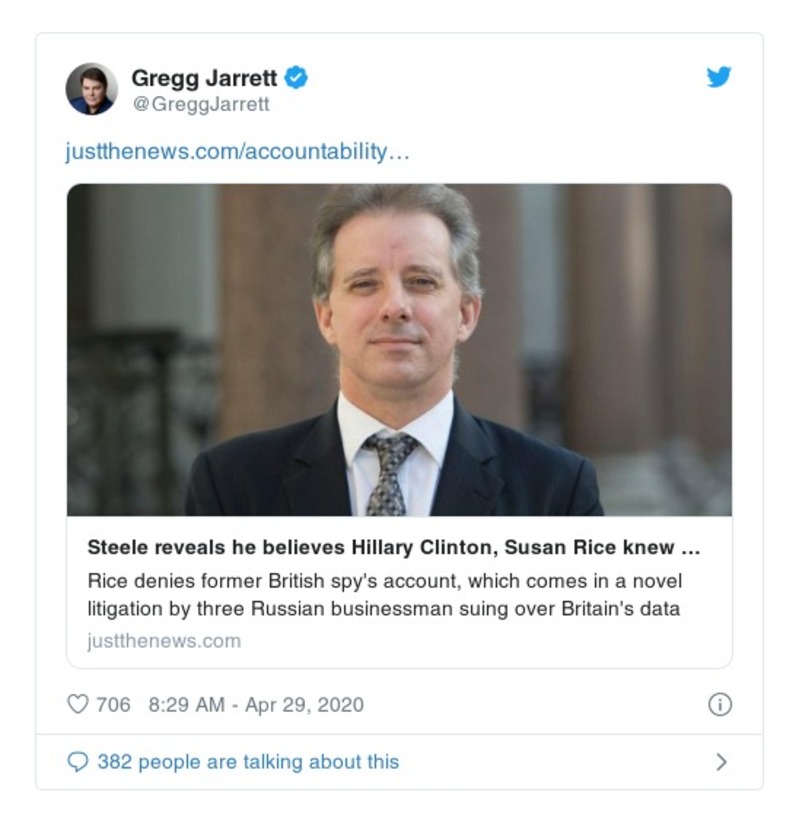 Gregg Jarrett
@GreggJarrett
justthenews.com/accountability…
Steele reveals he believes Hillary Clinton, Susan Rice knew …
Rice denies former British spy's account, which comes in a novel
litigation by three Russian businessman suing over Britain's data
justthenews.com
706 8:29 AM - Apr 29, 2020
382 people are talking about this